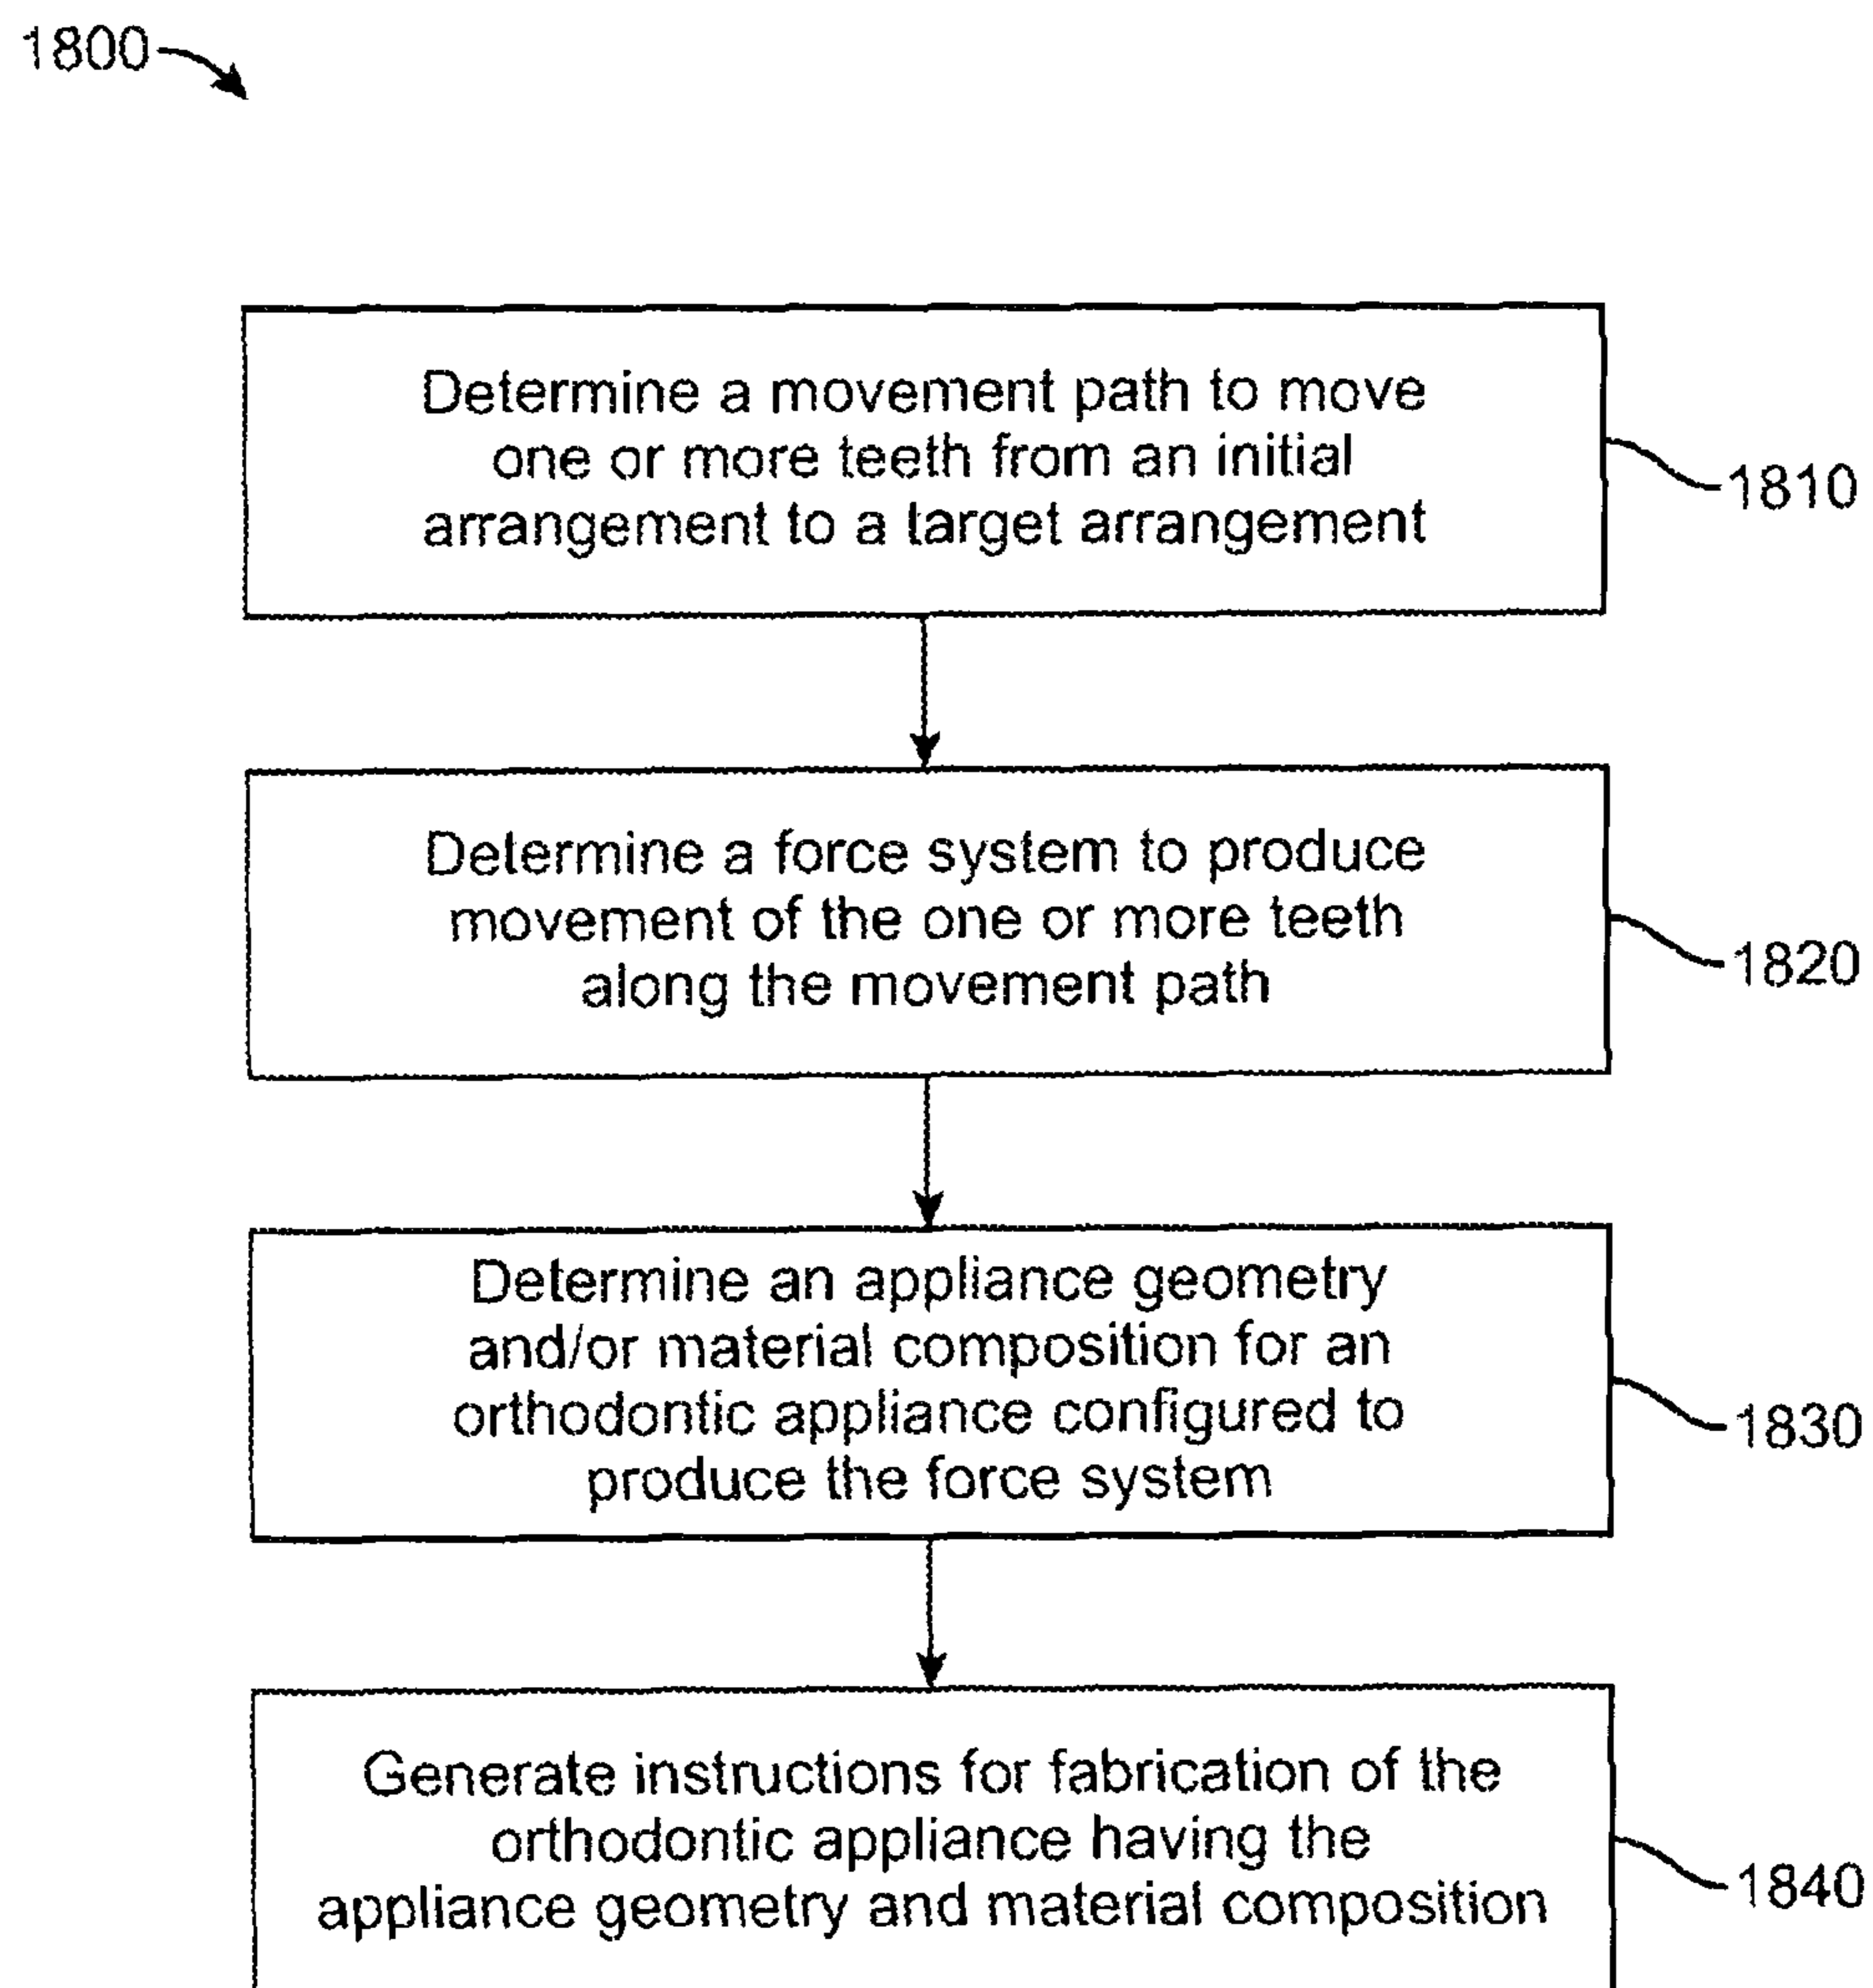 1800
Determine a movement path to move
one or more teeth from an initial
arrangement to a target arrangement
1810
Determine a force system to produce
movement of the one or more teeth
along the movement path
1820
Determine an appliance geometry
and/or material composition for an
orthodontic appliance configured to
produce the force system
1830
Generate instructions for fabrication of the
orthodontic appliance having the
appliance geometry and material composition
1840